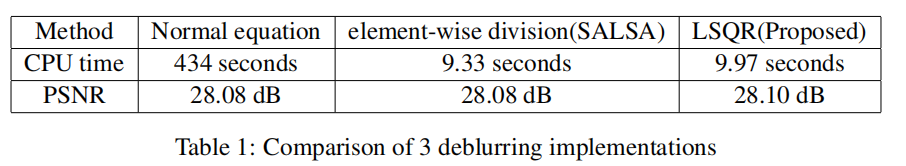 Method Normal equation element-wise division(SALSA) LSQR(Proposed)
CPU time 434 seconds 9.33 seconds 9.97 seconds
PSNR 28.08 dB 28.08 dB 28.10 dB
Table 1: Comparison of 3 deblurring implementations